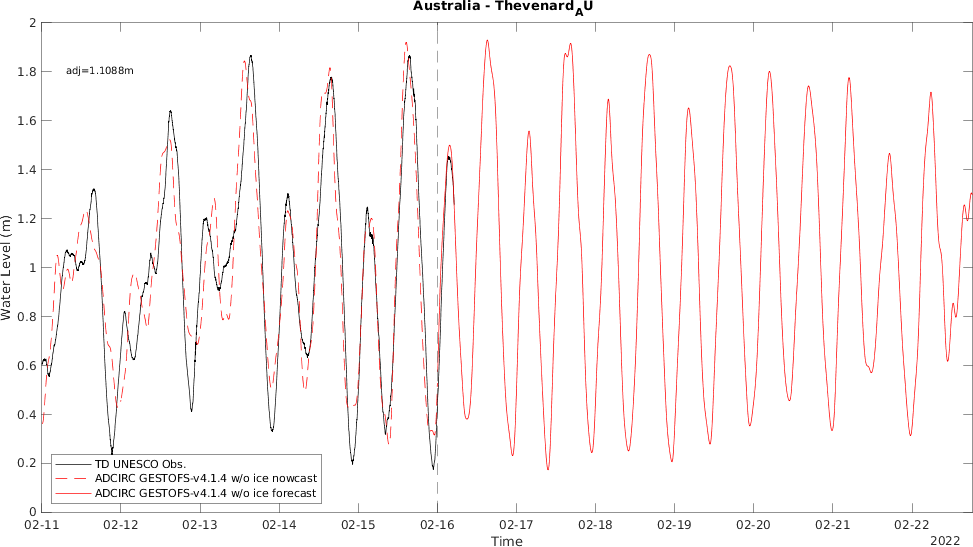 Australia - Thevenard_AU
adj=1.1088m
Water Level (m)
2
1.8
1.6
1.4
1.2
1
0.8
0.6
0.4
0.2
0
TD UNESCO Obs.
ADCIRC GESTOFS-v4.1.4 w/o ice nowcast
ADCIRC GESTOFS-v4.1.4 w/o ice forecast
02-11 02-12 02-13 02-14 02-15 02-16 02-17 02-18 02-19 02-20 02-21 02-22
Time
2022